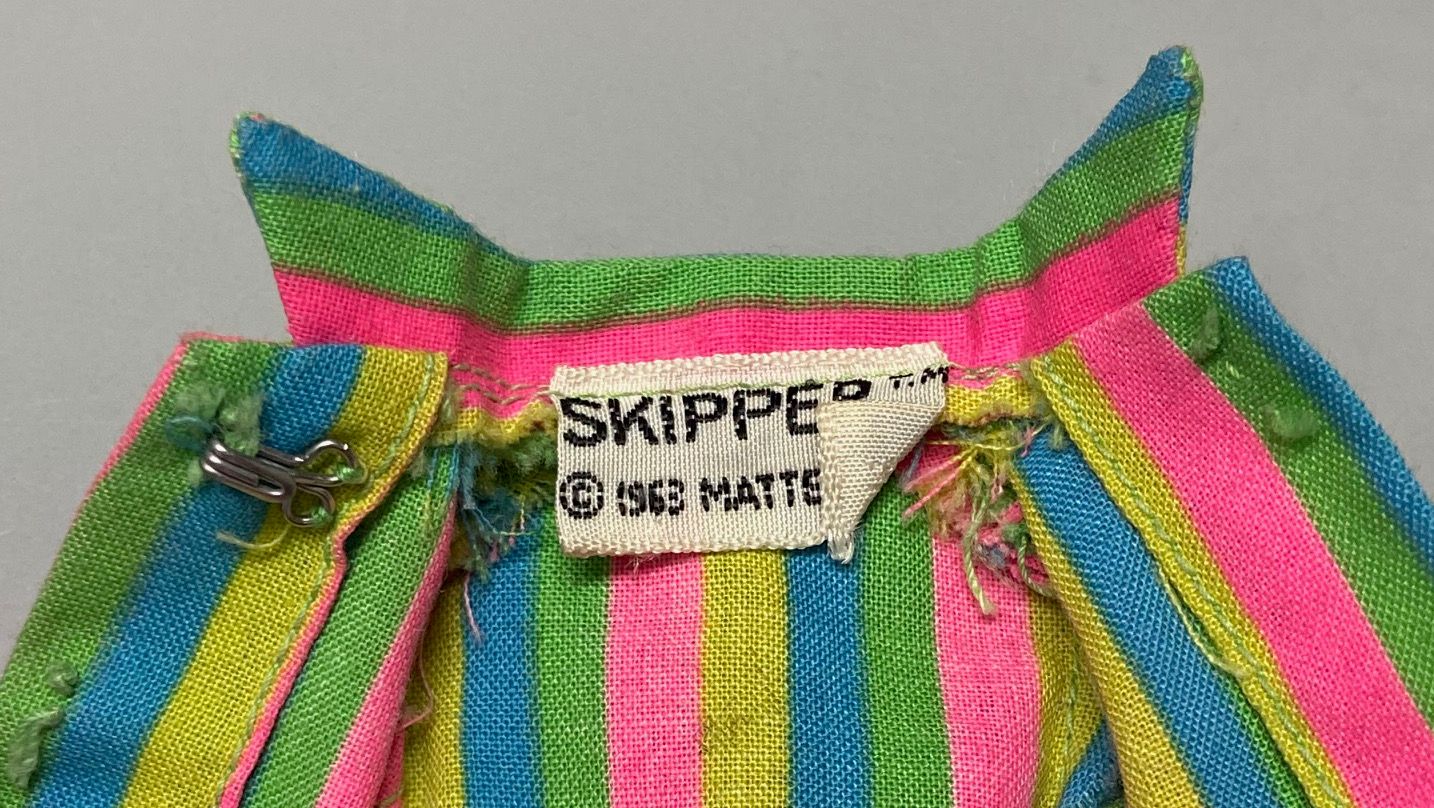 SKIPPER T.M
© 1963 MATTE